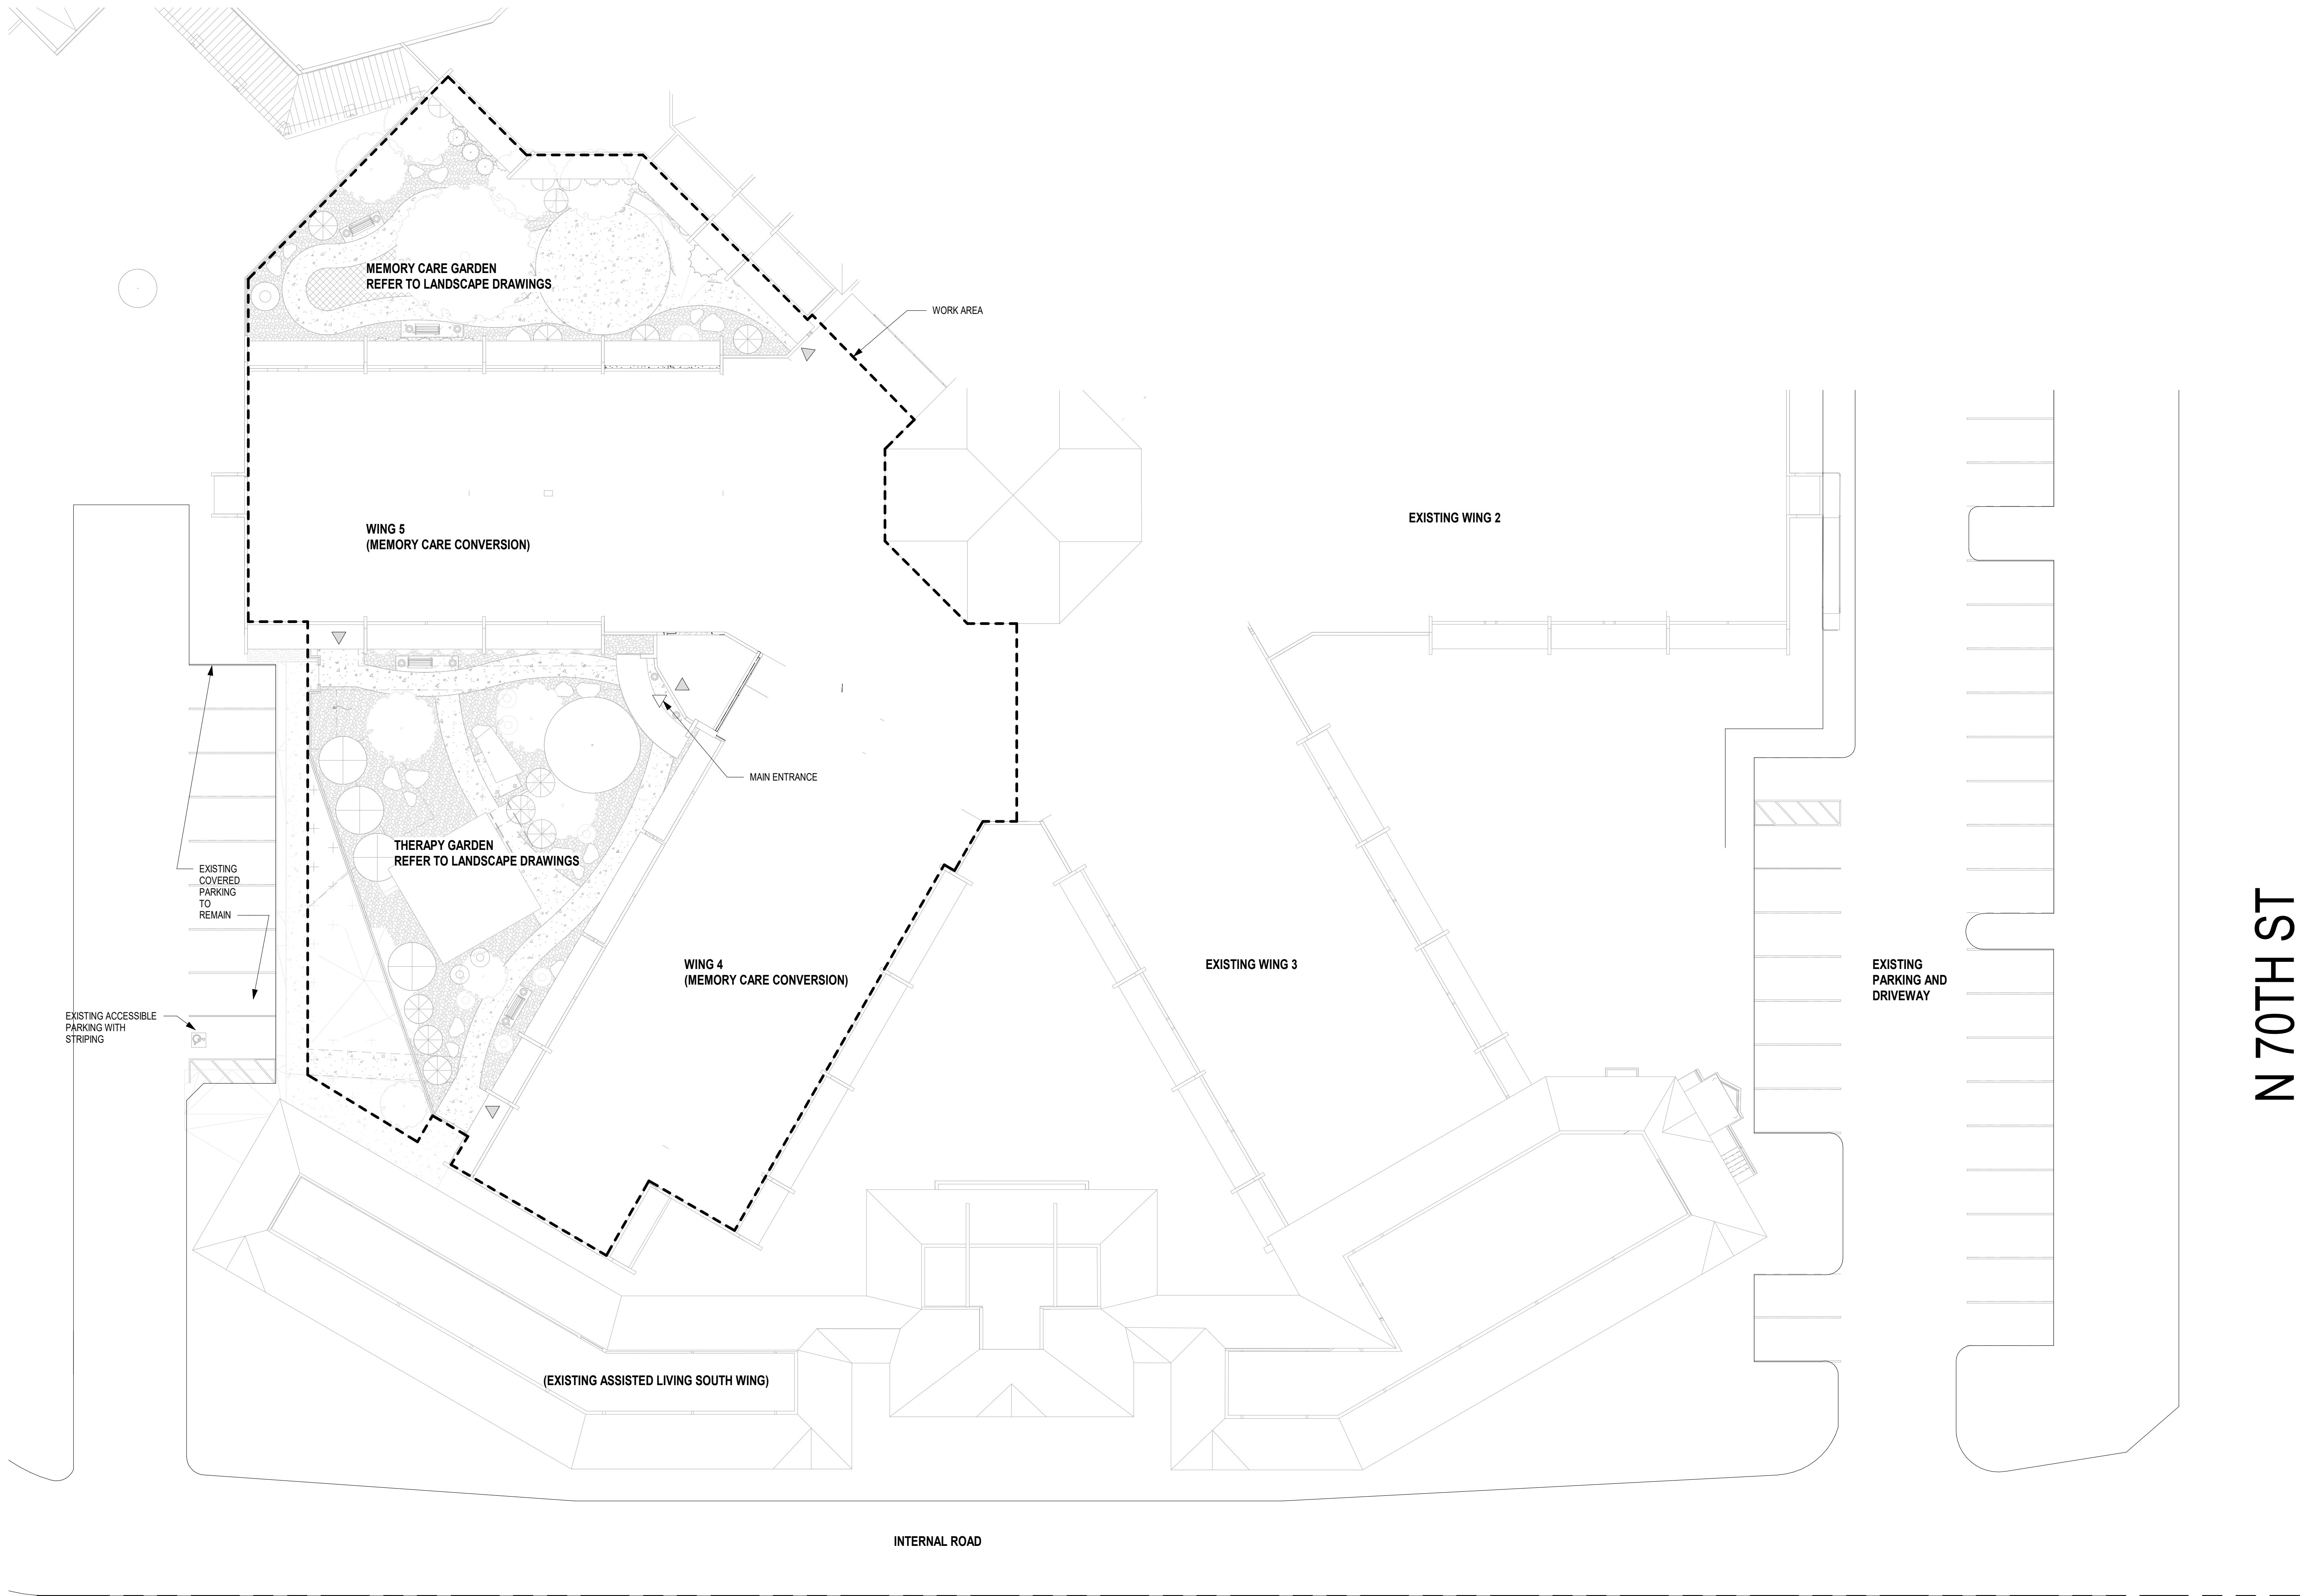 MEMORY CARE GARDEN
REFER TO LANDSCAPE DRAWINGS
WORK AREA
WING 5
(MEMORY CARE CONVERSION)
EXISTING WING 2
MAIN ENTRANCE
THERAPY GARDEN
REFER TO LANDSCAPE DRAWINGS
EXISTING
COVERED
PARKING
TO
REMAIN
WING 4
(MEMORY CARE CONVERSION)
EXISTING WING 3
EXISTING
PARKING AND
DRIVEWAY
N 70TH ST
EXISTING ACCESSIBLE
PARKING WITH
STRIPING
(EXISTING ASSISTED LIVING SOUTH WING)
INTERNAL ROAD